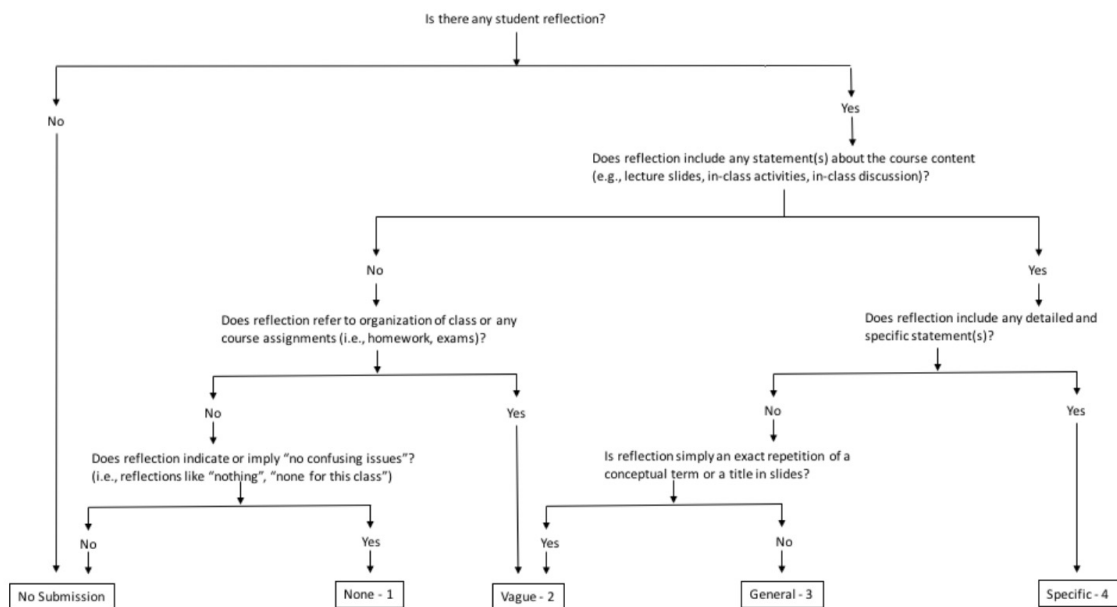 Is there any student reflection?
No
Yes
Does reflection include any statement(s) about the course content
(e.g., lecture slides, in-class activities, in-class discussion)?
No
Yes
Does reflection refer to organization of class or any
course assignments (i.e., homework, exams)?
Does reflection include any detailed and
specific statement(s)?
No
Yes
No
Yes
Does reflection indicate or imply “no confusing issues”?
(i.e., reflections like “nothing”, “none for this class”)
Is reflection simply an exact repetition of a
conceptual term or a title in slides?
No
Yes
Yes
No
No Submission
None - 1
Vague - 2
General - 3
Specific - 4